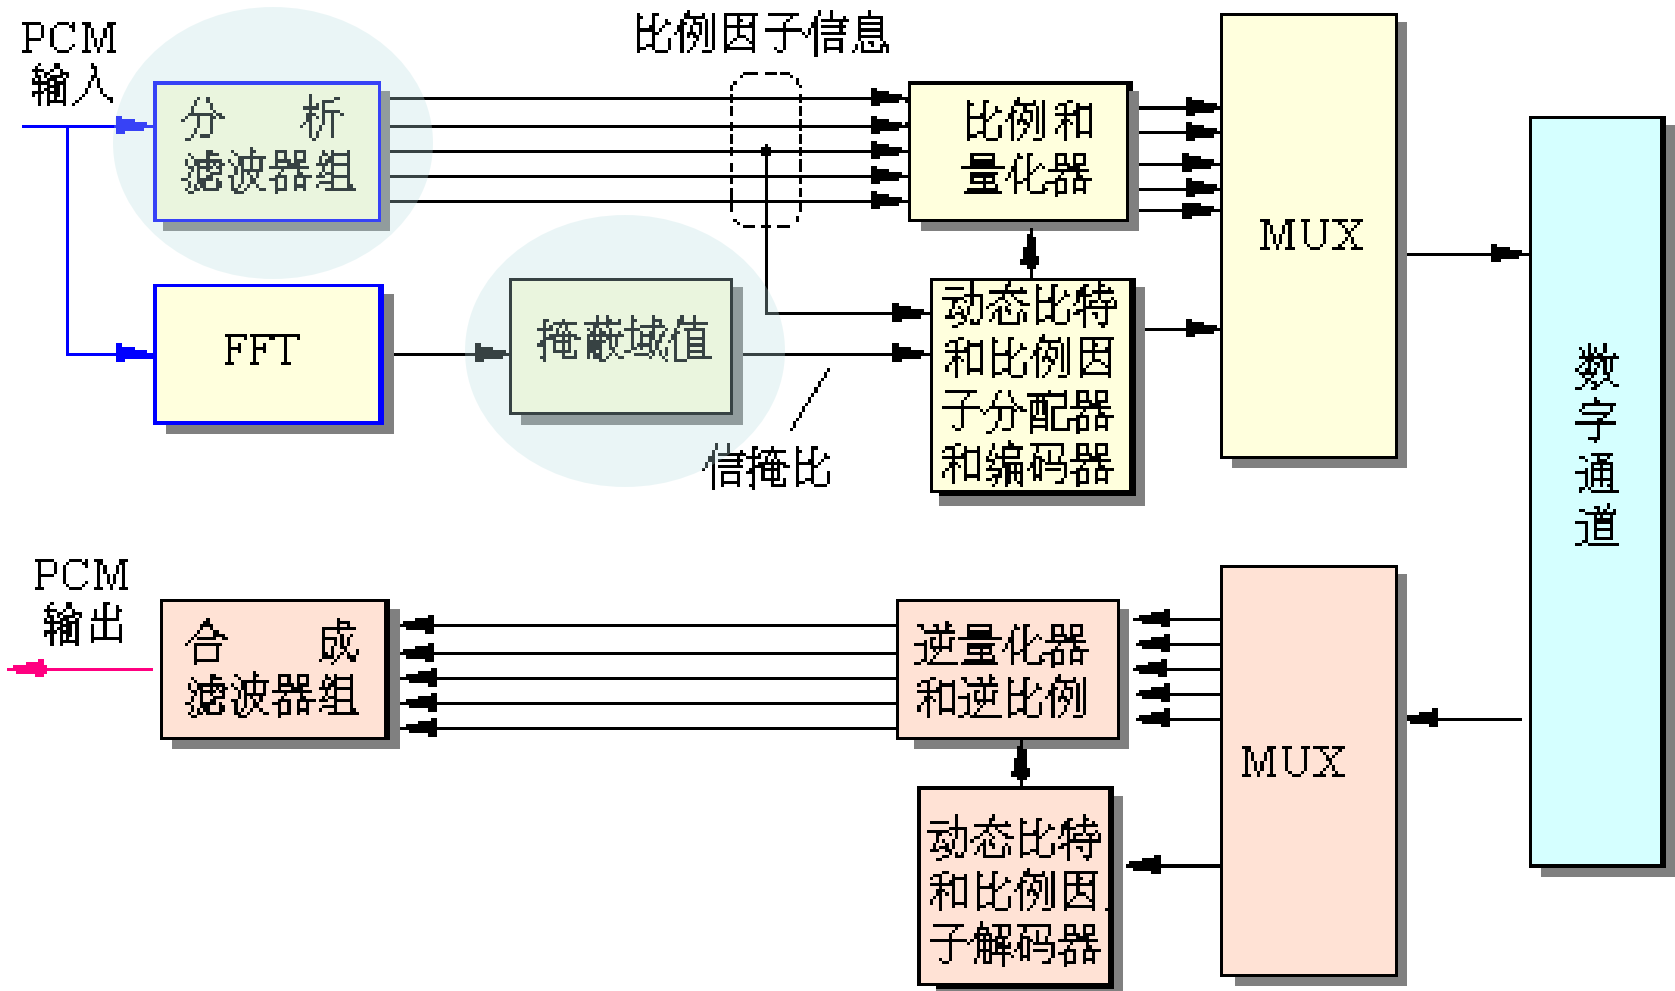 PCM
输入
比例因子信息
分 析
滤波器组
比例和
量化器
MUX
FFT
掩蔽域值
动态比特
和比例因
子分配器
和编码器
信掩比
数
字
通
道
PCM
输出
合 成
滤波器组
逆量化器
和逆比例
MUX
动态比特
和比例因
子解码器